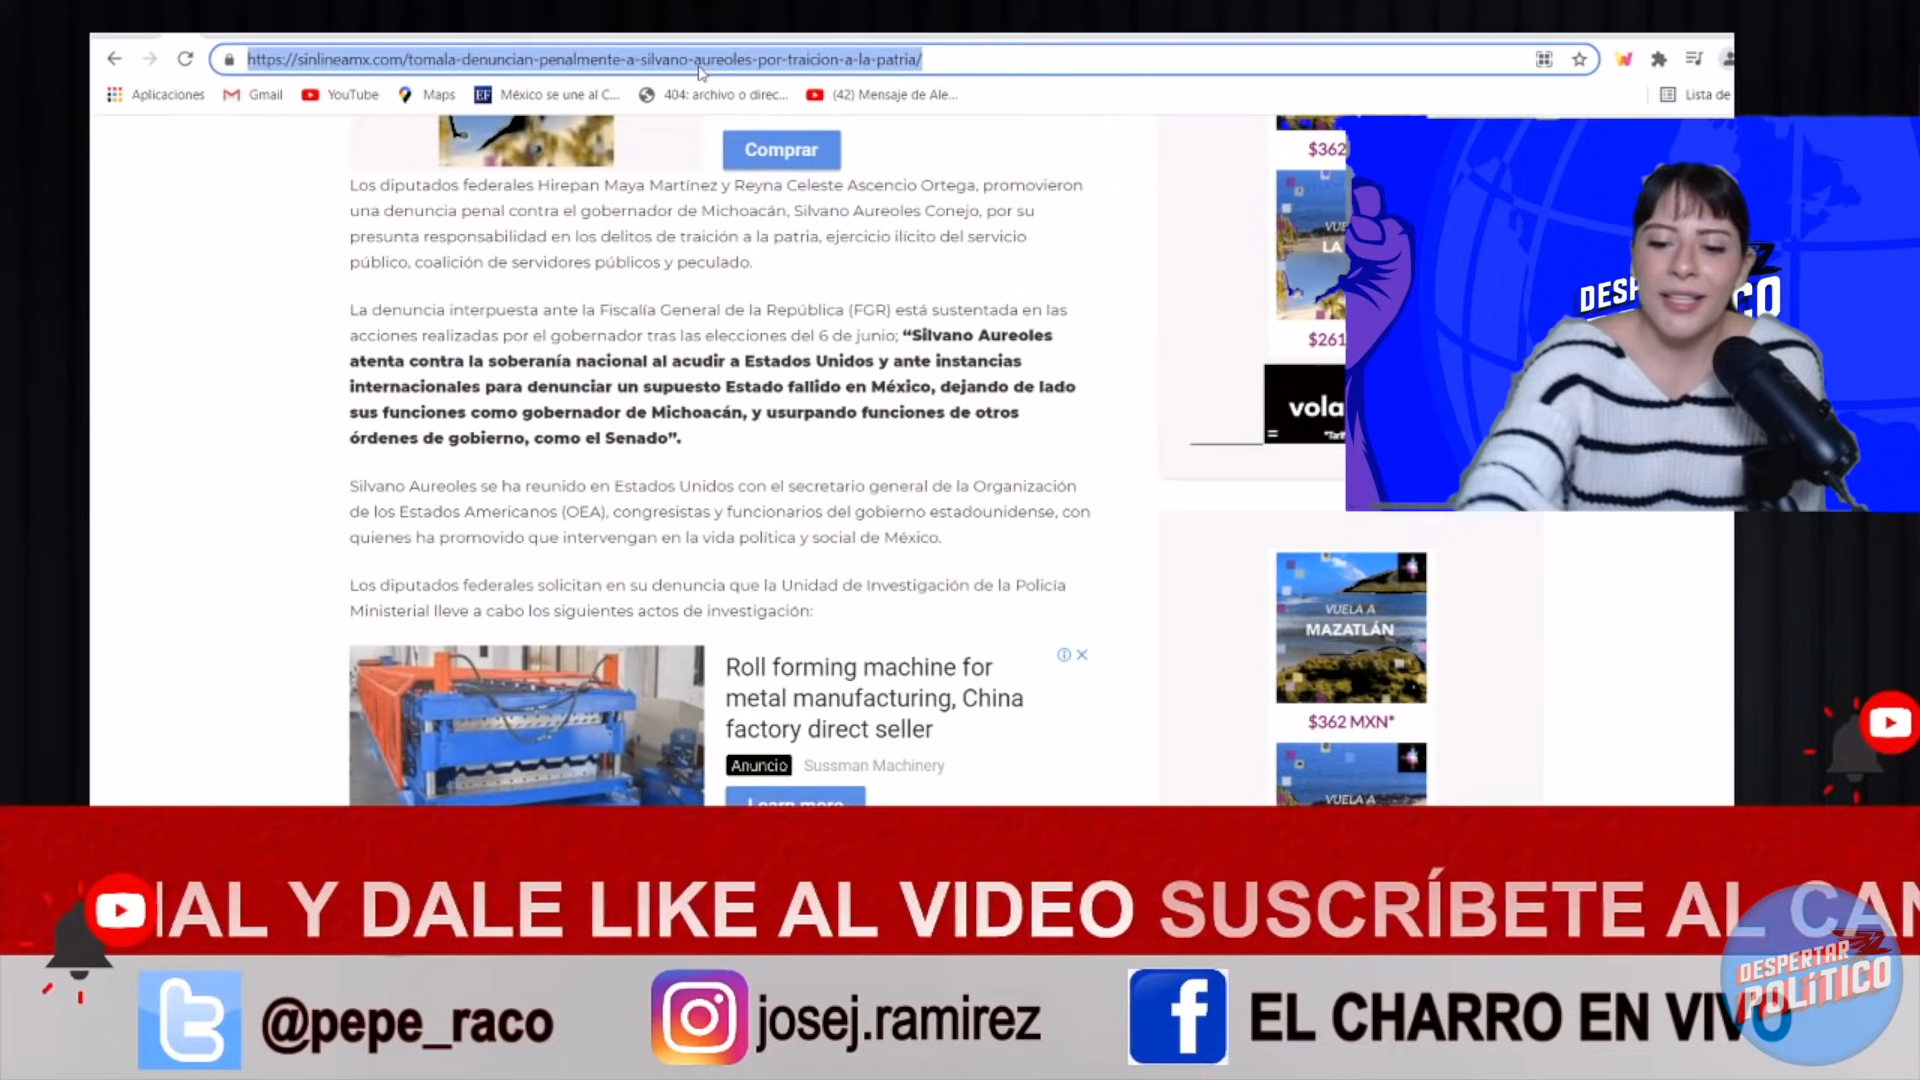 https://sinlineamx.com/tomala-denuncian-penalmente-a-silvano-aureoles-por-traicion-a-la-patria/
Aplicaciones Gmail YouTube Maps México se une al C... 404: archivo o direc... (42) Mensaje de Ale... Lista de
Comprar
Los diputados federales Hirepan Maya Martínez y Reyna Celeste Ascencio Ortega, promovieron
una denuncia penal contra el gobernador de Michoacán, Silvano Aureoles Conejo, por su
presunta responsabilidad en los delitos de traición a la patria, ejercicio ilícito del servicio
público, coalición de servidores públicos y peculado.
La denuncia interpuesta ante la Fiscalía General de la República (FGR) está sustentada en las
acciones realizadas por el gobernador tras las elecciones del 6 de junio; “Silvano Aureoles
atenta contra la soberanía nacional al acudir a Estados Unidos y ante instancias
internacionales para denunciar un supuesto Estado fallido en México, dejando de lado
sus funciones como gobernador de Michoacán, y usurpando funciones de otros
órdenes de gobierno, como el Senado”.
Silvano Aureoles se ha reunido en Estados Unidos con el secretario general de la Organización
de los Estados Americanos (OEA), congresistas y funcionarios del gobierno estadounidense, con
quienes ha promovido que intervengan en la vida política y social de México.
Los diputados federales solicitan en su denuncia que la Unidad de Investigación de la Policía
Ministerial lleve a cabo los siguientes actos de investigación:
Roll forming machine for
metal manufacturing, China
factory direct seller
Anuncio Sussman Machinery
Learn more
$362
VUE
LA
$261
vola
DESP
CO
VUELA A
MAZATLÁN
$362 MXN*
VUELA A
IAL Y DALE LIKE AL VIDEO SUSCRÍBETE AL CAN
@pepe_raco
josej.ramirez
EL CHARRO EN VIVO
DESPERTAR
POLÍTICO